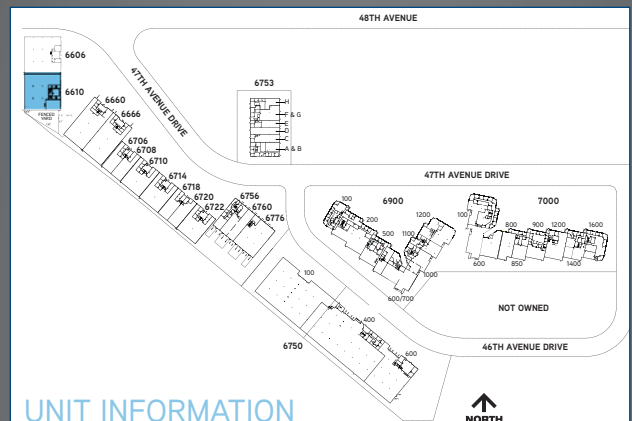 48TH AVENUE
6606
6610
FENCED
YARD
47TH AVENUE DRIVE
6660
6666
6706
6708
6710
6714
6718
6720
6722
6756
6760
6776
6753
H
F & G
E
D
C
A & B
47TH AVENUE DRIVE
6900
100
200
500
1200
1100
1000
600/700
7000
100
800
900
1200
1600
600
850
1400
NOT OWNED
46TH AVENUE DRIVE
6750
100
400
600
UNIT INFORMATION
NORTH